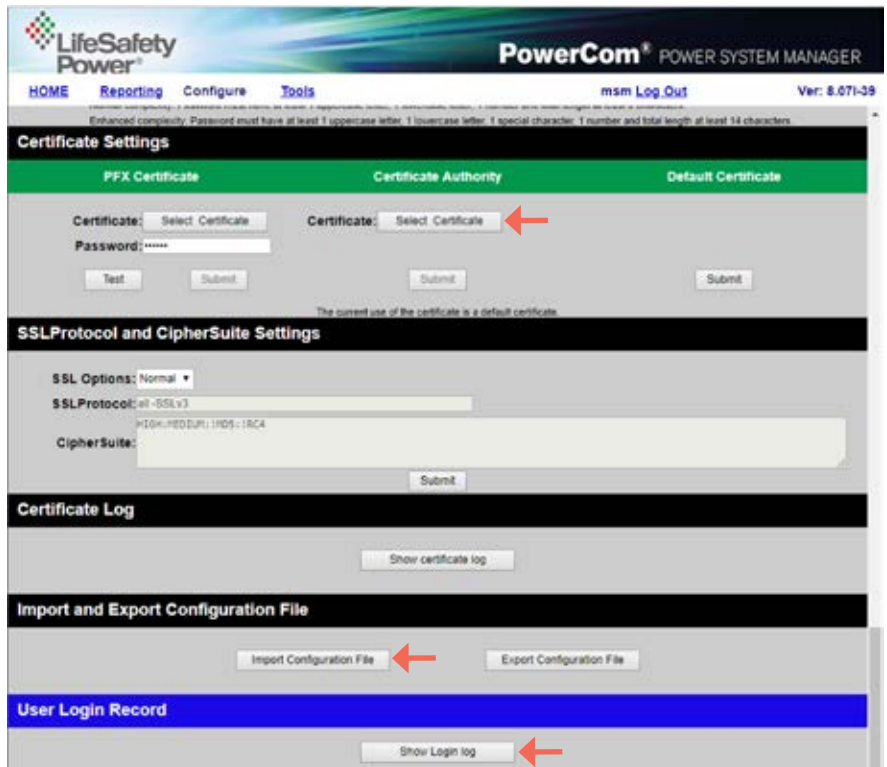 LifeSafety
Power®
PowerCom® POWER SYSTEM MANAGER
HOME Reporting Configure Tools msm Log Out Ver: 8.07I-39
Enhanced complexity. Password must have at least 1 uppercase letter, 1 lowercase letter, 1 special character, 1 number and total length at least 14 characters.
Certificate Settings
PFX Certificate Certificate Authority Default Certificate
Certificate: Select Certificate Certificate: Select Certificate
Password:
Test Submit Submit Submit
The current use of the certificate is a default certificate.
SSLProtocol and CipherSuite Settings
SSL Options: Normal
SSLProtocol: all -SSLv3
HIGH:MEDIUM:!MD5:!RC4
CipherSuite:
Submit
Certificate Log
Show certificate log
Import and Export Configuration File
Import Configuration File Export Configuration File
User Login Record
Show Login log